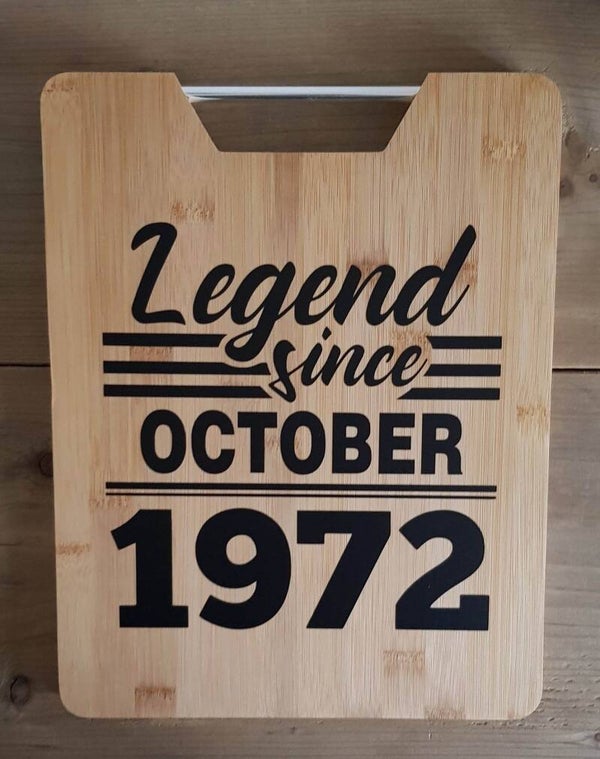 Legend
since
OCTOBER
1972